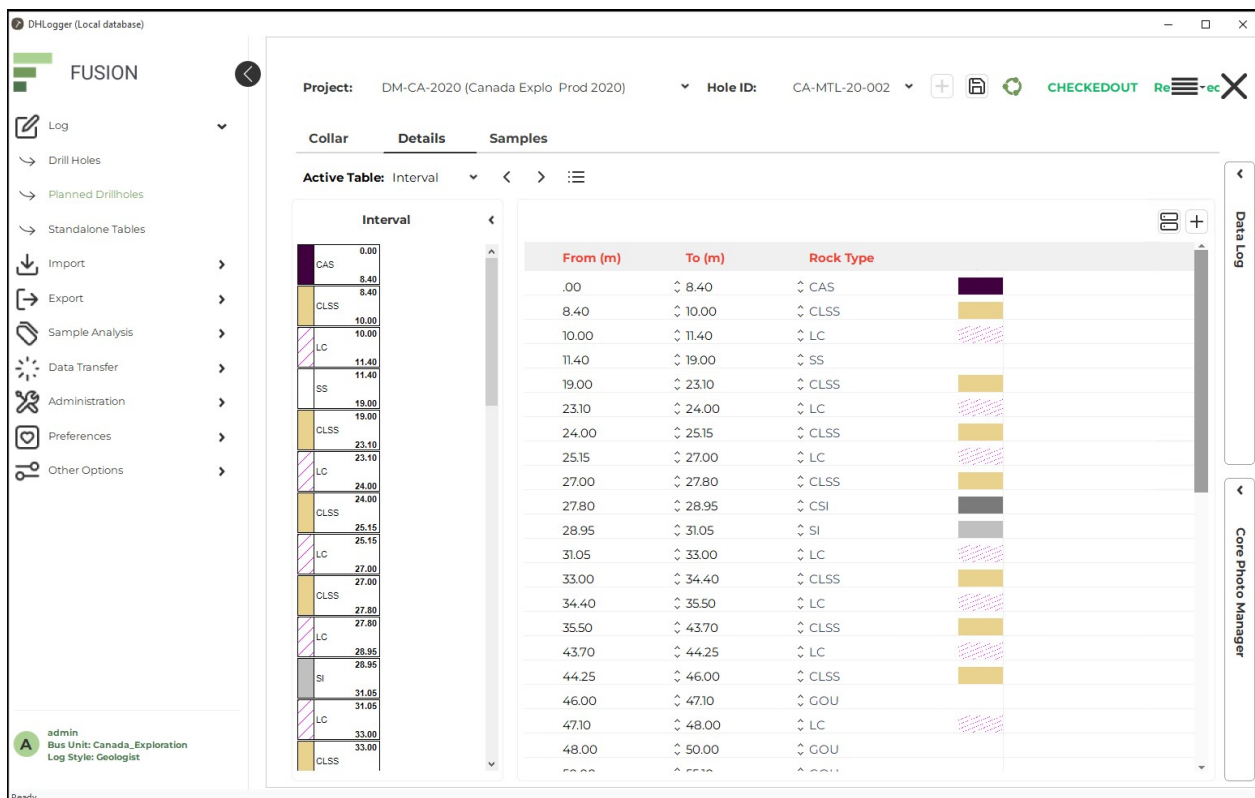 DHLogger (Local database)
FUSION
Log
Drill Holes
Planned Drillholes
Standalone Tables
Import
Export
Sample Analysis
Data Transfer
Administration
Preferences
Other Options
A
admin
Bus Unit: Canada_Exploration
Log Style: Geologist
Ready
Project: DM-CA-2020 (Canada Explo Prod 2020) Hole ID: CA-MTL-20-002 CHECKEDOUT
Collar Details Samples
Active Table: Interval
Interval
0.00
CAS
8.40
8.40
CLSS
10.00
10.00
LC
11.40
11.40
SS
19.00
19.00
CLSS
23.10
23.10
LC
24.00
24.00
CLSS
25.15
25.15
LC
27.00
27.00
CLSS
27.80
27.80
LC
28.95
28.95
SI
31.05
31.05
LC
33.00
33.00
CLSS
From (m) To (m) Rock Type
.00 8.40 CAS
8.40 10.00 CLSS
10.00 11.40 LC
11.40 19.00 SS
19.00 23.10 CLSS
23.10 24.00 LC
24.00 25.15 CLSS
25.15 27.00 LC
27.00 27.80 CLSS
27.80 28.95 CSI
28.95 31.05 SI
31.05 33.00 LC
33.00 34.40 CLSS
34.40 35.50 LC
35.50 43.70 CLSS
43.70 44.25 LC
44.25 46.00 CLSS
46.00 47.10 GOU
47.10 48.00 LC
48.00 50.00 GOU
Data Log
Core Photo Manager